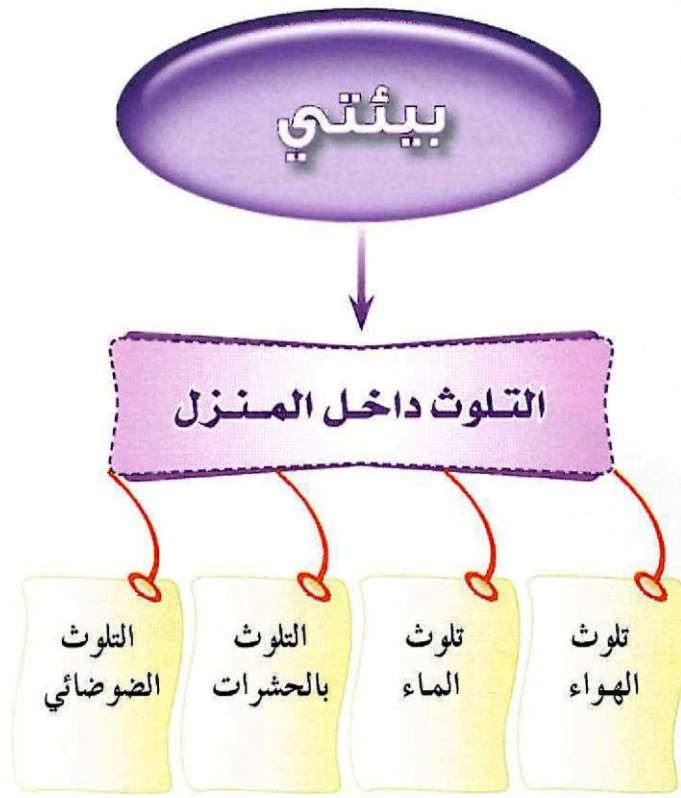 بيئتي
التلوث داخل المنزل
تلوث
الهواء
تلوث
الماء
التلوث
بالحشرات
التلوث
الضوضائي